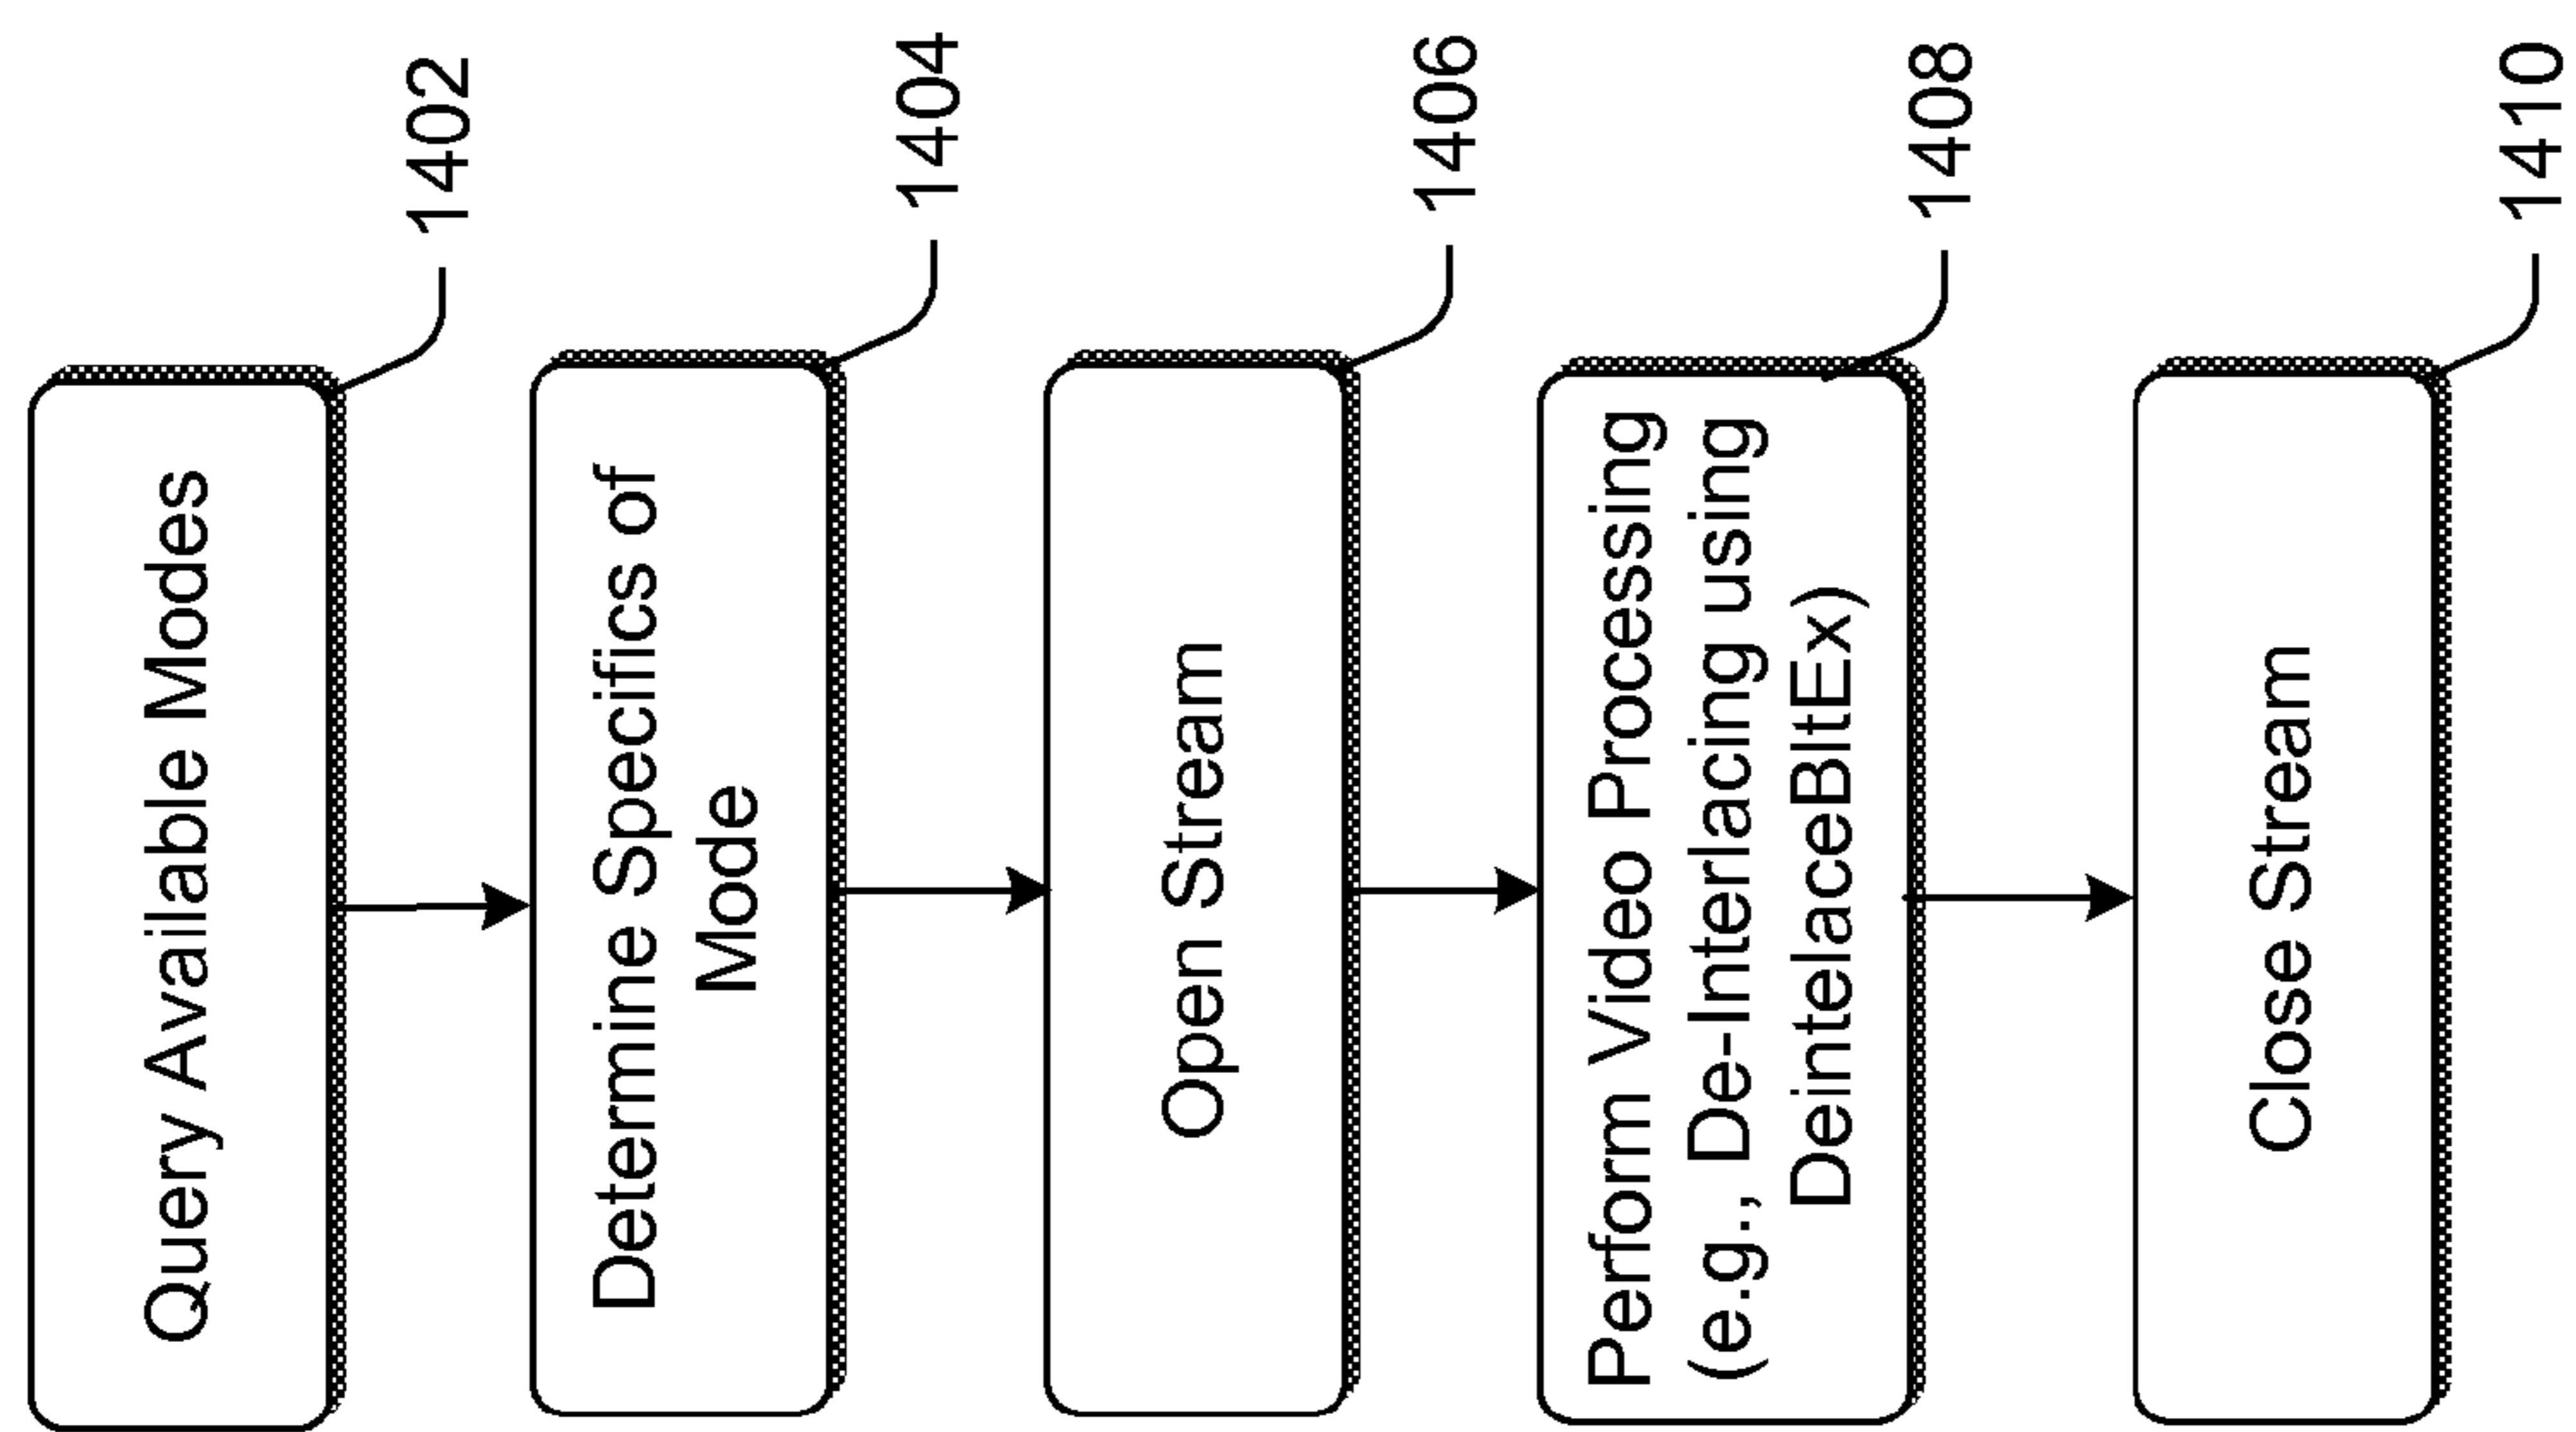 Query Available Modes
1402
Determine Specifics of
Mode
1404
Open Stream
1406
Perform Video Processing
(e.g., De-Interlacing using
DeintelaceBltEx)
1408
Close Stream
1410